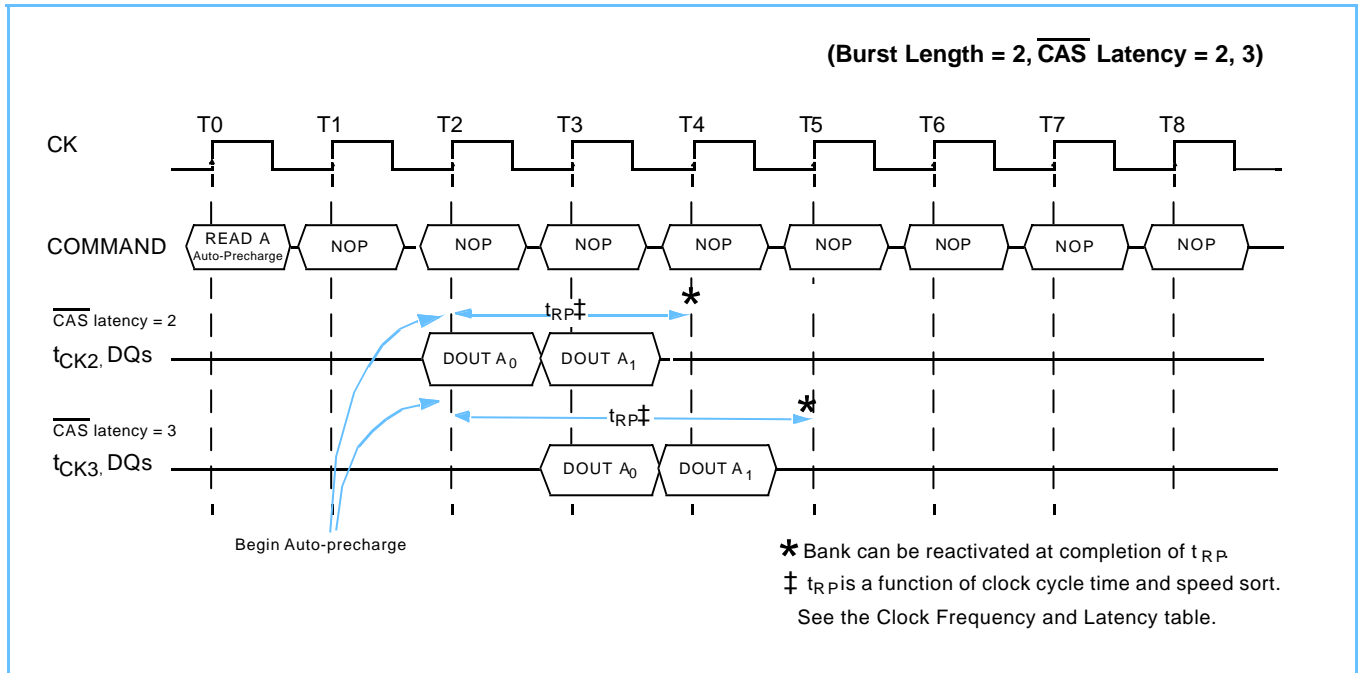 (Burst Length = 2, CAS Latency = 2, 3)
T0 T1 T2 T3 T4 T5 T6 T7 T8
CK
COMMAND
READ A
Auto-Precharge
NOP NOP NOP NOP NOP NOP NOP NOP
*
tRP‡
CAS latency = 2
tCK2, DQs
DOUT A0 DOUT A1
*
tRP‡
CAS latency = 3
tCK3, DQs
DOUT A0 DOUT A1
Begin Auto-precharge
* Bank can be reactivated at completion of tRP.
‡ tRP is a function of clock cycle time and speed sort.
See the Clock Frequency and Latency table.